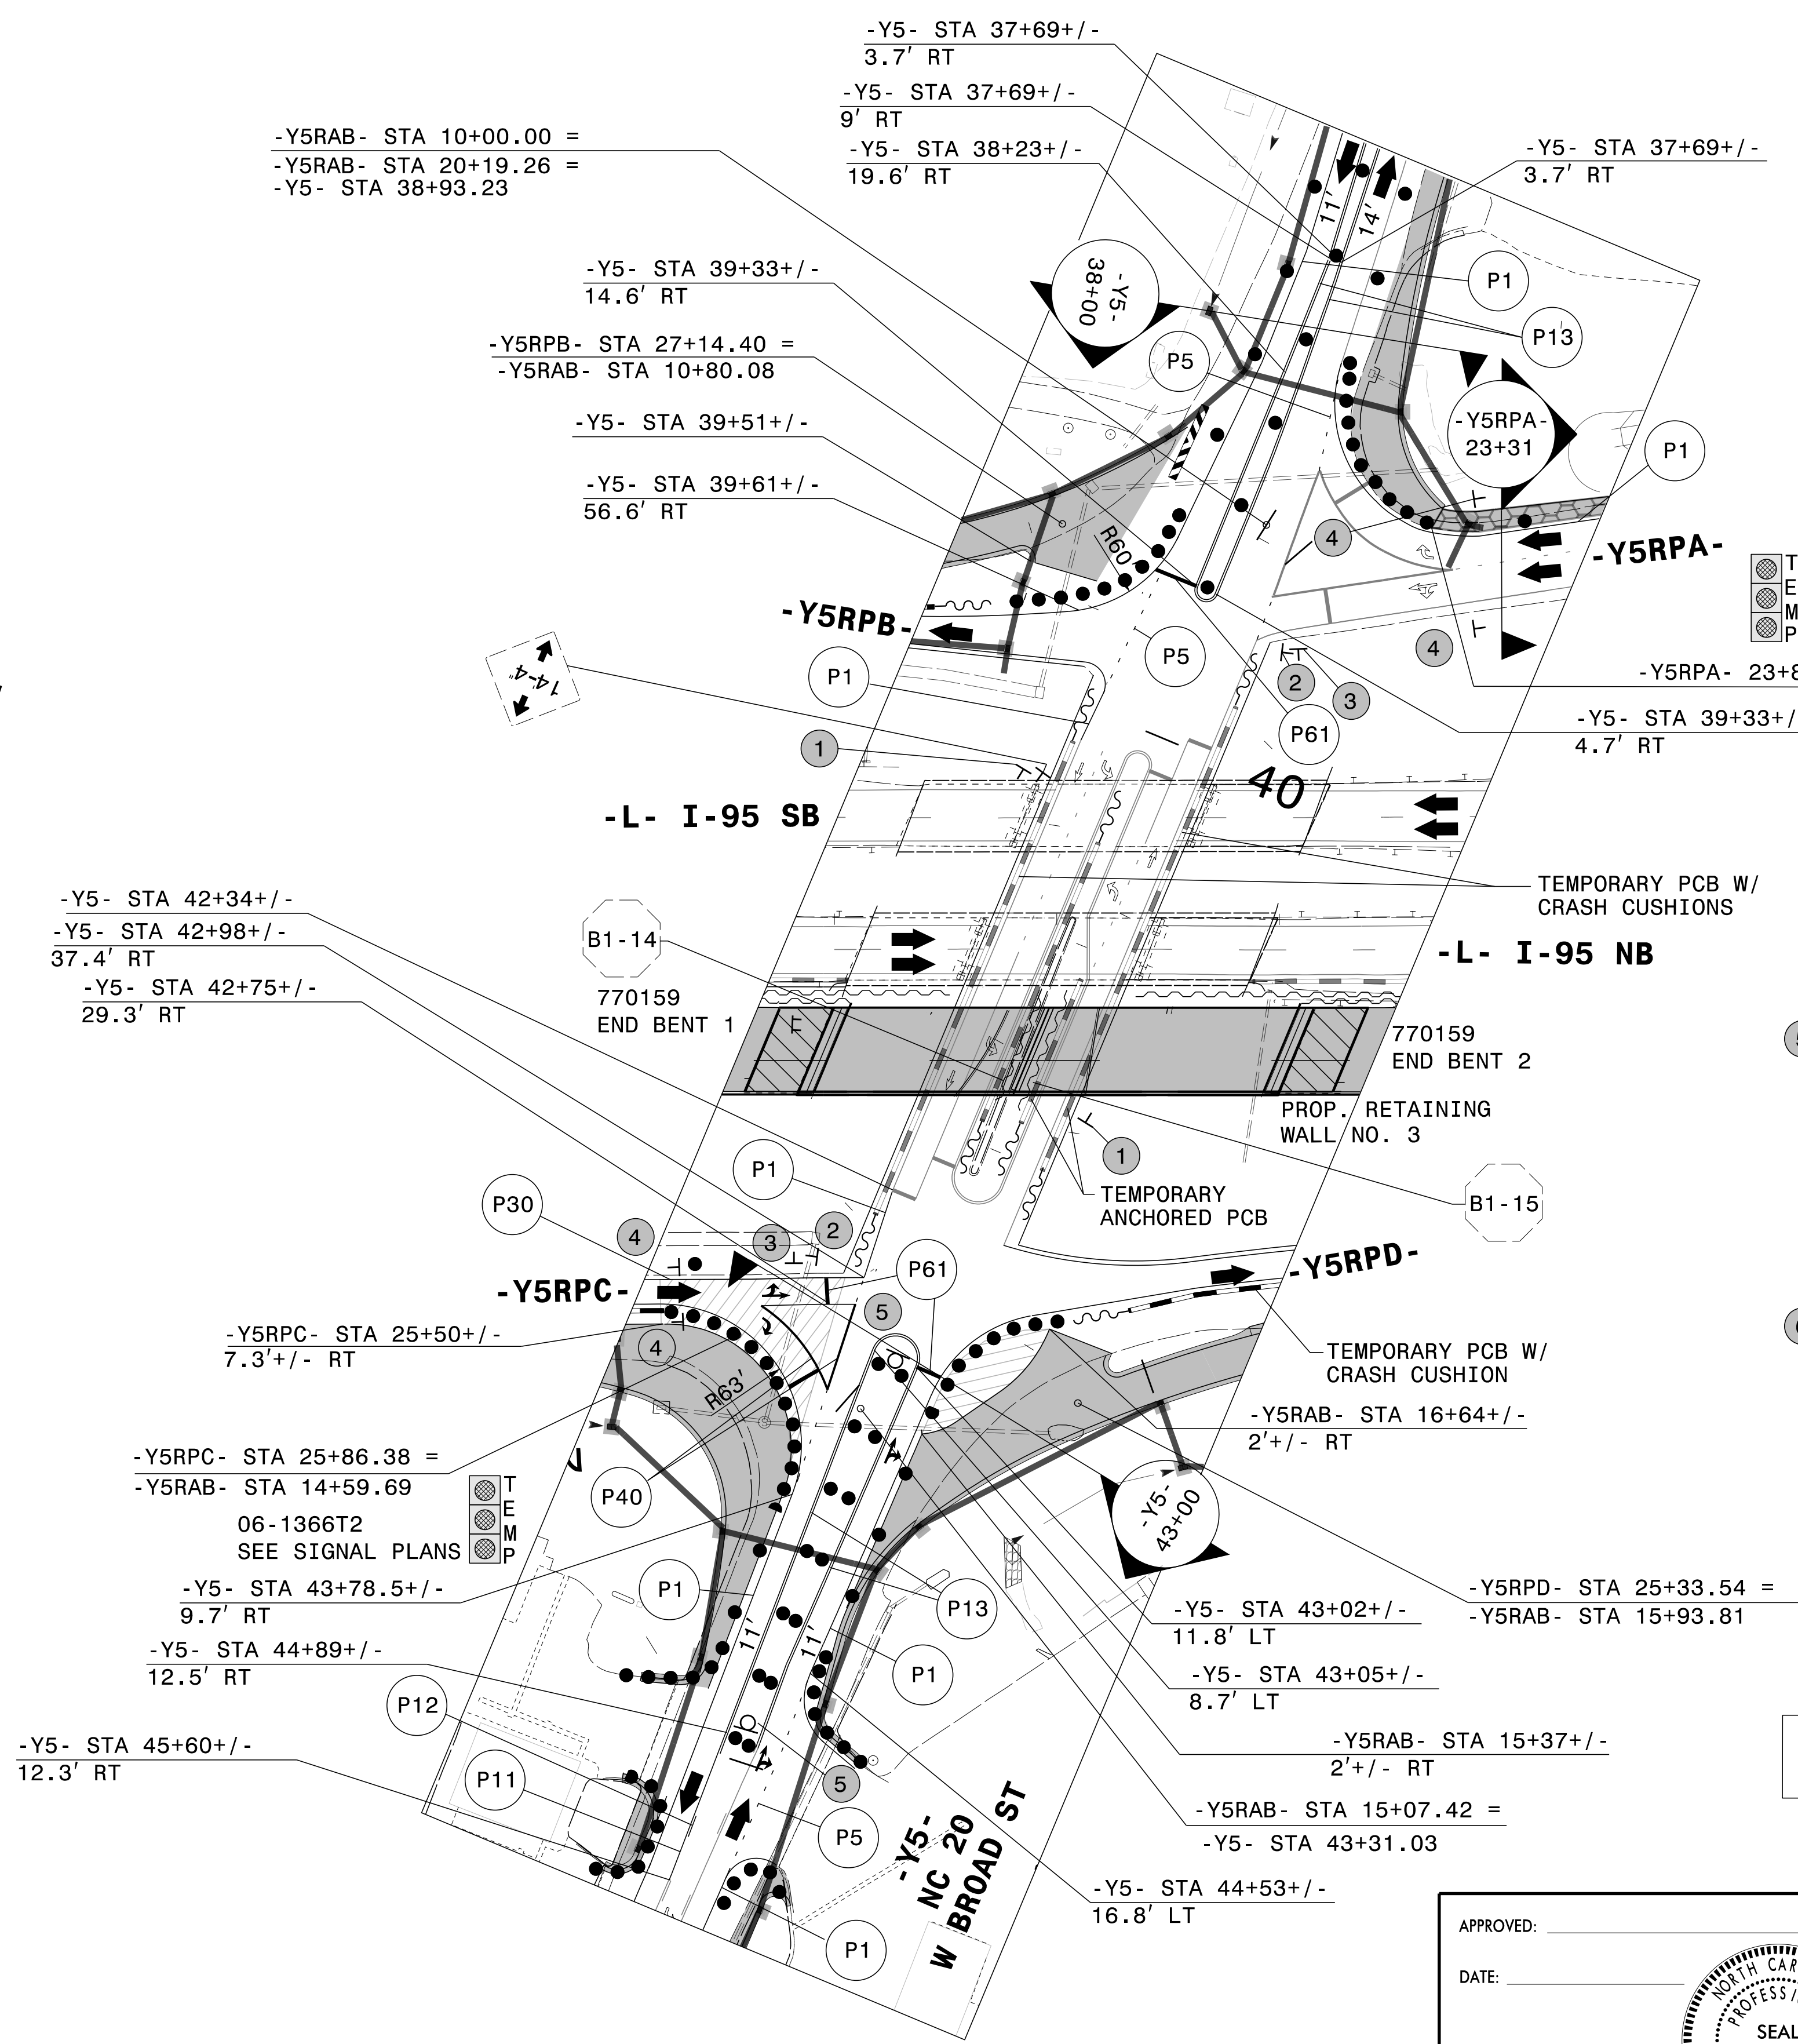 -Y5- STA 37+69+/-
3.7' RT
-Y5- STA 37+69+/-
9' RT
-Y5- STA 38+23+/-
19.6' RT
-Y5RAB- STA 10+00.00 =
-Y5RAB- STA 20+19.26 =
-Y5- STA 38+93.23
-Y5- STA 37+69+/-
3.7' RT
11'
14'
-Y5- STA 39+33+/-
14.6' RT
-Y5-
38+00
P1
P13
-Y5RPB- STA 27+14.40 =
-Y5RAB- STA 10+80.08
P5
-Y5- STA 39+51+/-
-Y5RPA-
23+31
P1
-Y5- STA 39+61+/-
56.6' RT
R60'
4
-Y5RPA-
T
E
M
P
-Y5RPB-
P5
4
14'-4"
P1
2
3
-Y5RPA- 23+8
-Y5- STA 39+33+/
4.7' RT
1
P61
40
-L- I-95 SB
TEMPORARY PCB W/
CRASH CUSHIONS
-Y5- STA 42+34+/-
-Y5- STA 42+98+/-
37.4' RT
B1-14
-L- I-95 NB
-Y5- STA 42+75+/-
29.3' RT
770159
END BENT 1
770159
END BENT 2
PROP. RETAINING
WALL NO. 3
1
P1
TEMPORARY
ANCHORED PCB
B1-15
P30
4
3
2
-Y5RPC-
P61
-Y5RPD-
5
-Y5RPC- STA 25+50+/-
7.3'+/- RT
4
R63'
TEMPORARY PCB W/
CRASH CUSHION
-Y5RAB- STA 16+64+/-
2'+/- RT
-Y5RPC- STA 25+86.38 =
-Y5RAB- STA 14+59.69
P40
-Y5-
43+00
06-1366T2
SEE SIGNAL PLANS
T
E
M
P
-Y5- STA 43+78.5+/-
9.7' RT
P1
11'
11'
P13
-Y5RPD- STA 25+33.54 =
-Y5RAB- STA 15+93.81
-Y5- STA 43+02+/-
11.8' LT
-Y5- STA 44+89+/-
12.5' RT
P1
-Y5- STA 43+05+/-
8.7' LT
P12
-Y5RAB- STA 15+37+/-
2'+/- RT
-Y5- STA 45+60+/-
12.3' RT
P11
5
P5
-Y5RAB- STA 15+07.42 =
-Y5- STA 43+31.03
-Y5-
NC 20
W BROAD ST
-Y5- STA 44+53+/-
16.8' LT
P1
APPROVED:
DATE:
NORTH CAR
PROFESSI
SEAL